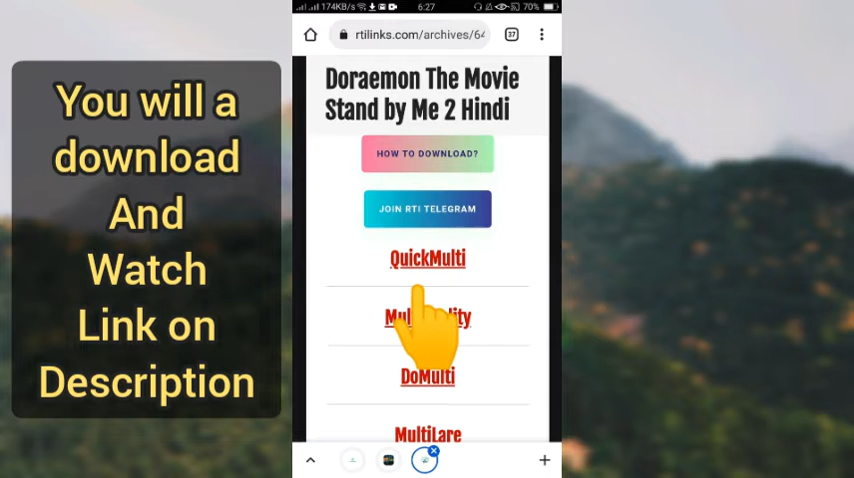 You will a
download
And
Watch
Link on
Description
174KB/s
6:27
70%
rtilinks.com/archives/64
37
Doraemon The Movie
Stand by Me 2 Hindi
HOW TO DOWNLOAD?
JOIN RTI TELEGRAM
QuickMulti
DoMulti
MultiLare